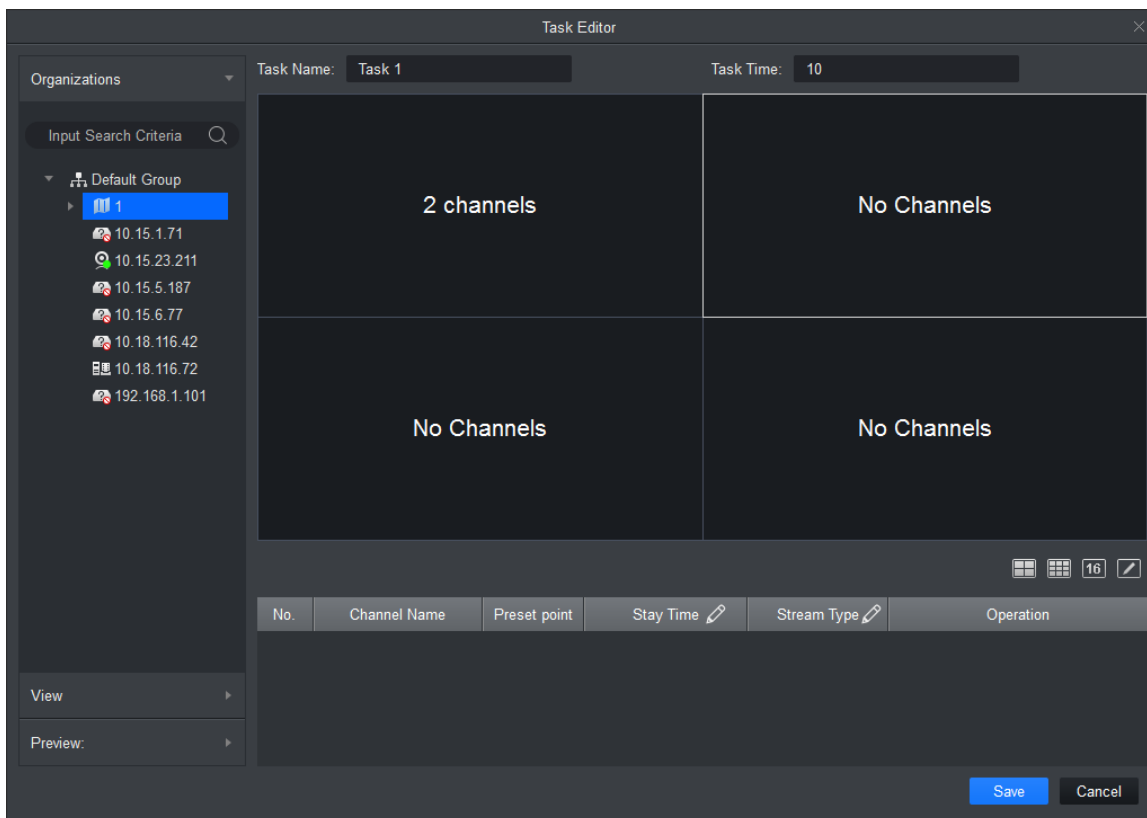 Task Editor
Organizations
Task Name: Task 1 Task Time: 10
Input Search Criteria
Default Group
1
10.15.1.71
10.15.23.211
10.15.5.187
10.15.6.77
10.18.116.42
10.18.116.72
192.168.1.101
2 channels No Channels
No Channels No Channels
16
No. Channel Name Preset point Stay Time Stream Type Operation
View
Preview:
Save Cancel